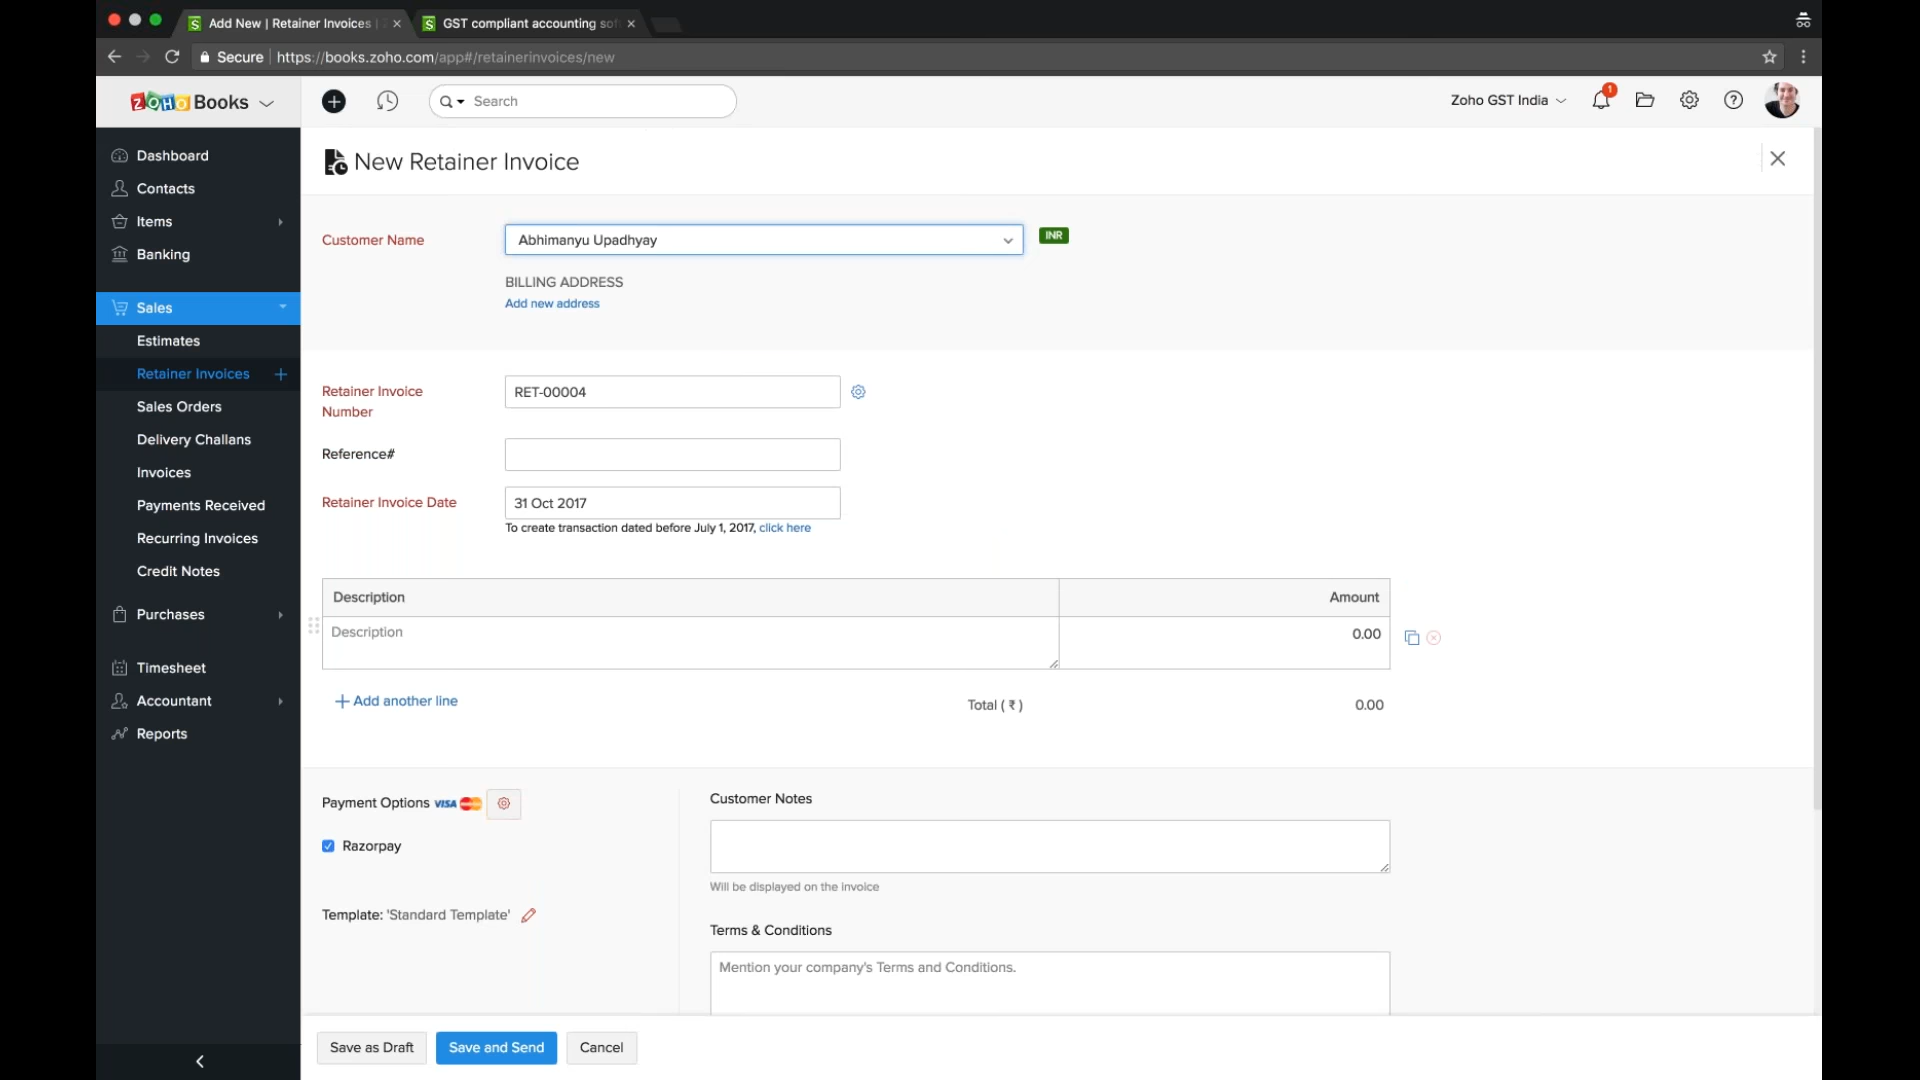 Add New | Retainer Invoices |
GST compliant accounting sof
Secure | https://books.zoho.com/app#/retainerinvoices/new
ZOHO Books
Search
Zoho GST India
1
Dashboard
Contacts
Items
Banking
Sales
Estimates
Retainer Invoices
Sales Orders
Delivery Challans
Invoices
Payments Received
Recurring Invoices
Credit Notes
Purchases
Timesheet
Accountant
Reports
New Retainer Invoice
Customer Name
Abhimanyu Upadhyay
INR
BILLING ADDRESS
Add new address
Retainer Invoice
Number
RET-00004
Reference#
Retainer Invoice Date
31 Oct 2017
To create transaction dated before July 1, 2017, click here
Description Amount
Description 0.00
Add another line
Total ( ₹ ) 0.00
Payment Options VISA
Razorpay
Template: 'Standard Template'
Customer Notes
Will be displayed on the invoice
Terms & Conditions
Mention your company's Terms and Conditions.
Save as Draft
Save and Send
Cancel